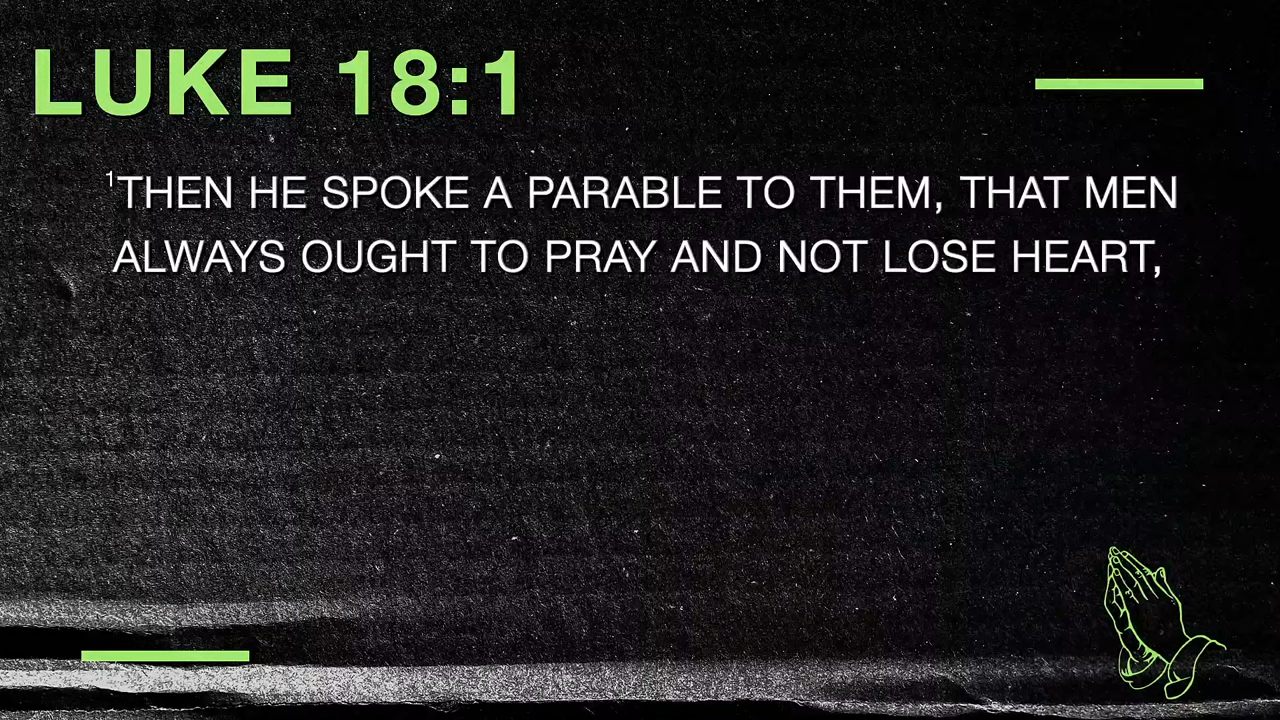 LUKE 18:1
¹THEN HE SPOKE A PARABLE TO THEM, THAT MEN
ALWAYS OUGHT TO PRAY AND NOT LOSE HEART,